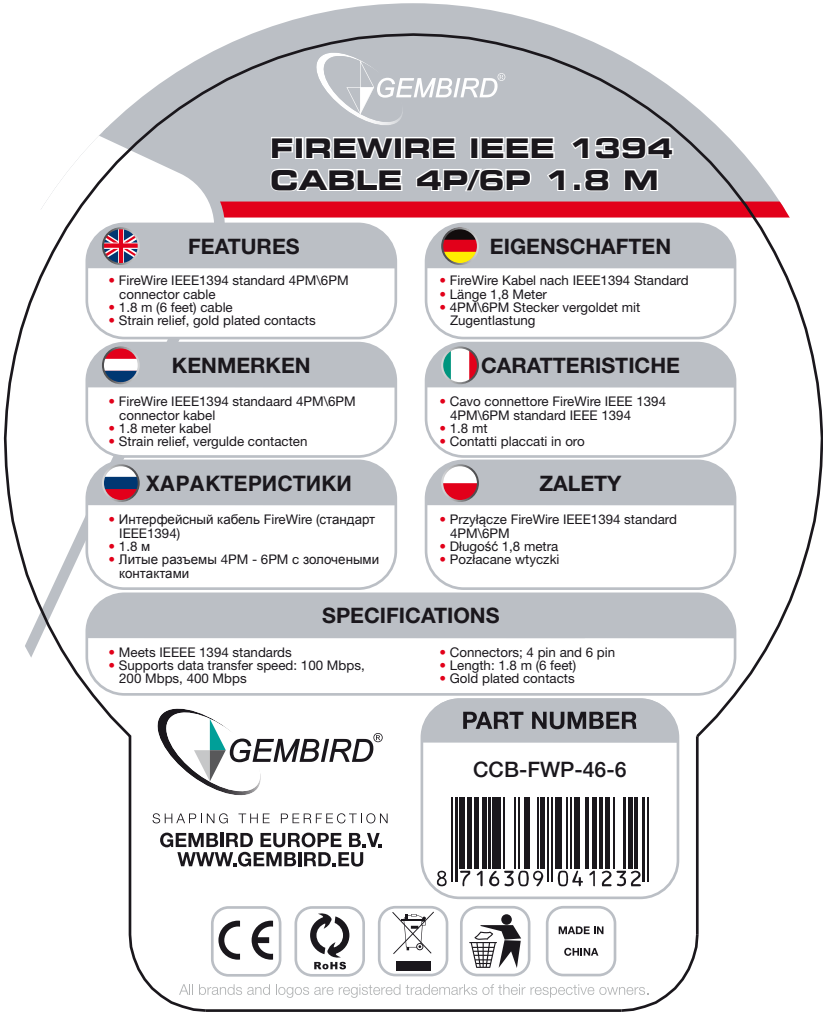 GEMBIRD®
FIREWIRE IEEE 1394
CABLE 4P/6P 1.8 M
FEATURES
• FireWire IEEE1394 standard 4PM\6PM
connector cable
• 1.8 m (6 feet) cable
• Strain relief, gold plated contacts
EIGENSCHAFTEN
• FireWire Kabel nach IEEE1394 Standard
• Länge 1,8 Meter
• 4PM\6PM Stecker vergoldet mit
Zugentlastung
KENMERKEN
• FireWire IEEE1394 standaard 4PM\6PM
connector kabel
• 1.8 meter kabel
• Strain relief, vergulde contacten
CARATTERISTICHE
• Cavo connettore FireWire IEEE 1394
4PM\6PM standard IEEE 1394
• 1.8 mt
• Contatti placcati in oro
ХАРАКТЕРИСТИКИ
• Интерфейсный кабель FireWire (стандарт
IEEE1394)
• 1.8 м
• Литые разъемы 4PM - 6PM с золочеными
контактами
ZALETY
• Przyłącze FireWire IEEE1394 standard
4PM\6PM
• Długość 1,8 metra
• Pozłacane wtyczki
SPECIFICATIONS
• Meets IEEEE 1394 standards
• Supports data transfer speed: 100 Mbps,
200 Mbps, 400 Mbps
• Connectors; 4 pin and 6 pin
• Length: 1.8 m (6 feet)
• Gold plated contacts
GEMBIRD®
SHAPING THE PERFECTION
GEMBIRD EUROPE B.V.
WWW.GEMBIRD.EU
PART NUMBER
CCB-FWP-46-6
8 716309 041232
CE
RoHS
MADE IN
CHINA
All brands and logos are registered trademarks of their respective owners.